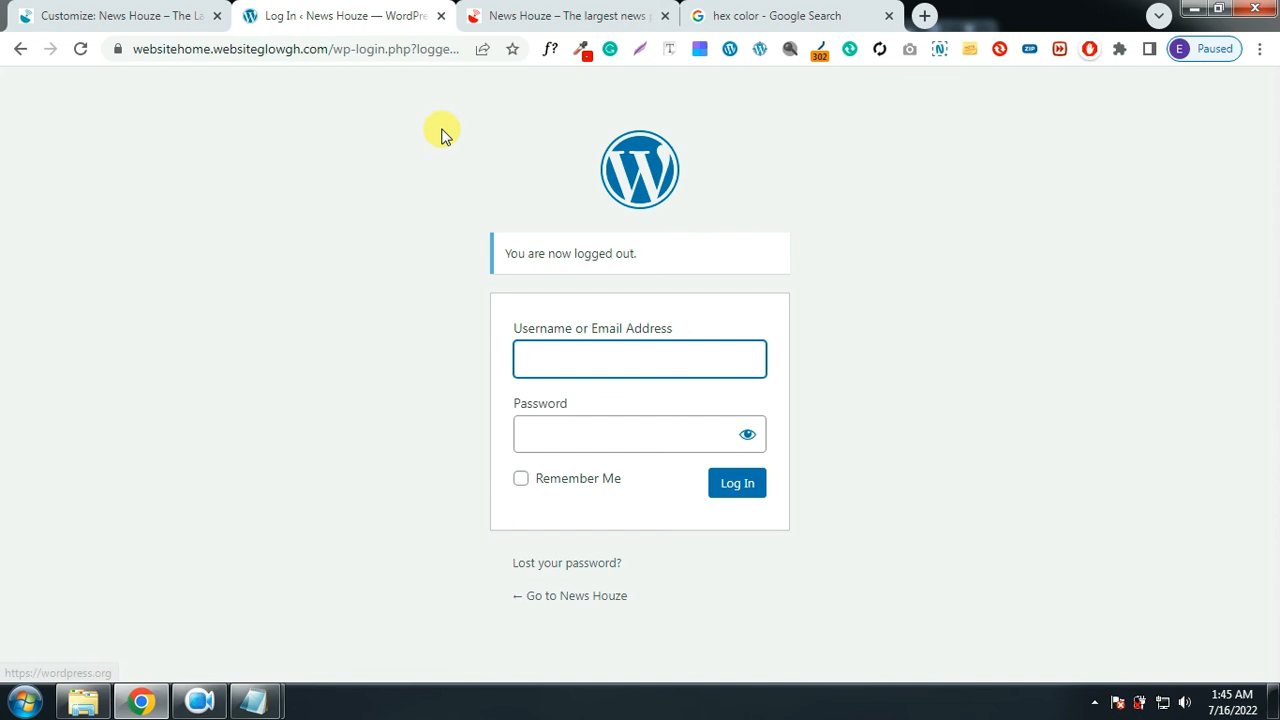 Customize: News Houze – The La
Log In ‹ News Houze — WordPre
News Houze – The largest news p
hex color - Google Search
websitehome.websiteglowgh.com/wp-login.php?logge...
f?
T
302
N
ZIP
E
Paused
You are now logged out.
Username or Email Address
Password
Remember Me
Log In
Lost your password?
← Go to News Houze
https://wordpress.org
1:45 AM
7/16/2022